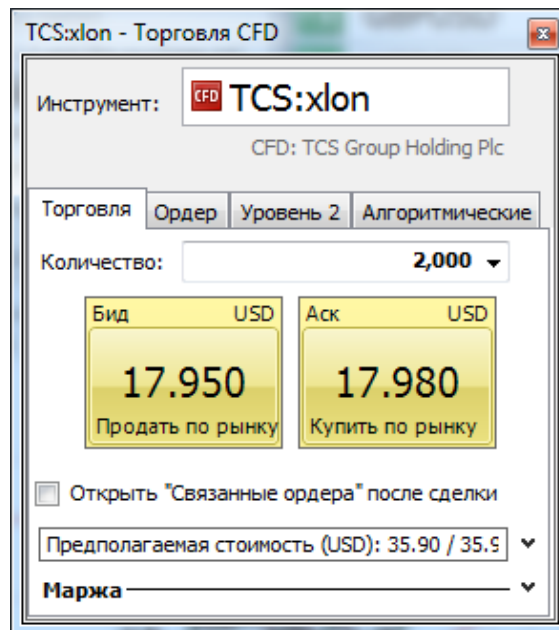 TCS:xlon - Торговля CFD
Инструмент: CFD TCS:xlon
CFD: TCS Group Holding Plc
Торговля Ордер Уровень 2 Алгоритмические
Количество: 2,000
Бид USD Аск USD
17.950 17.980
Продать по рынку Купить по рынку
Открыть "Связанные ордера" после сделки
Предполагаемая стоимость (USD): 35.90 / 35.9
Маржа